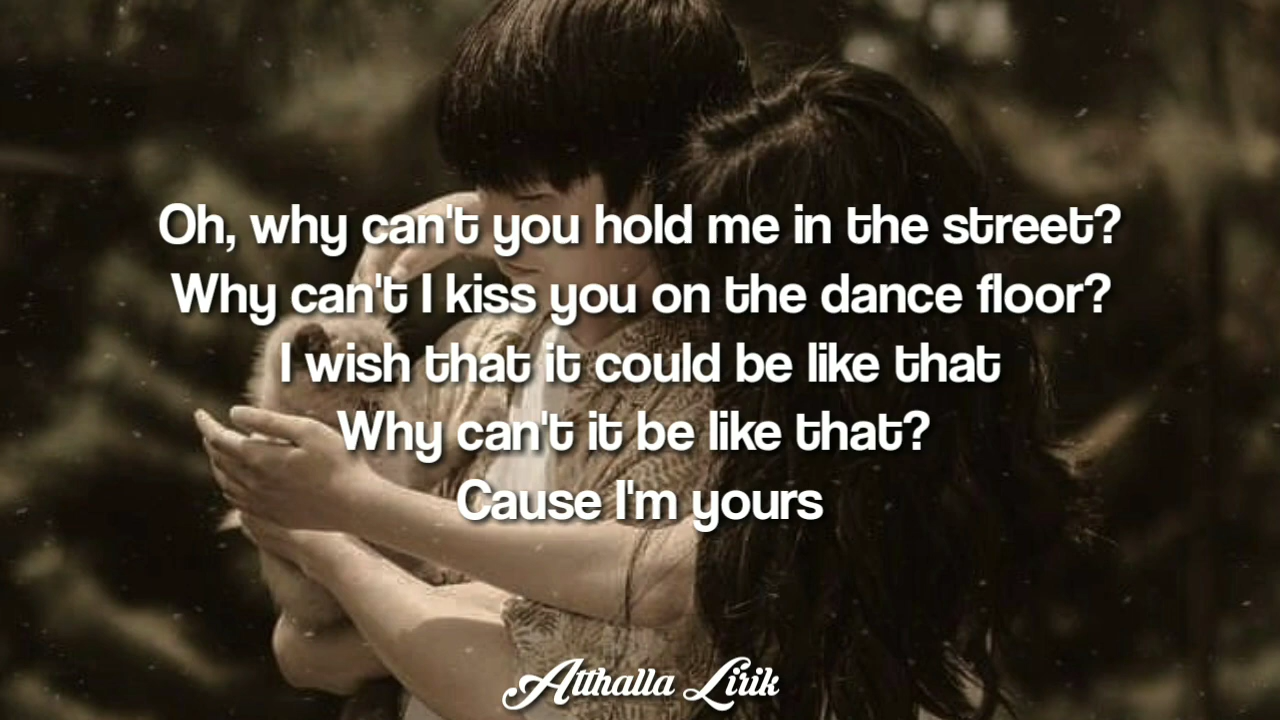 Oh, why can't you hold me in the street?
Why can't I kiss you on the dance floor?
I wish that it could be like that
Why can't it be like that?
Cause I'm yours
Atthalla Lirik